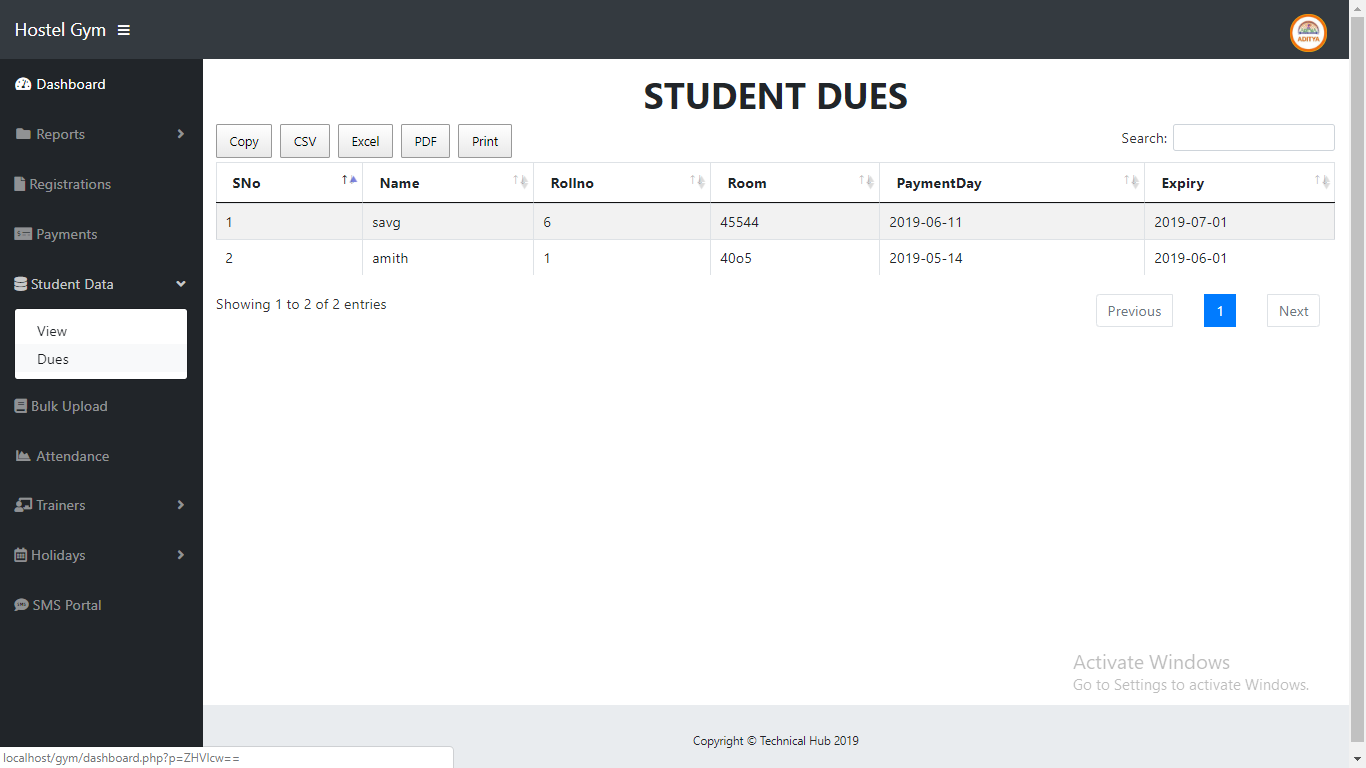 Hostel Gym
ADITYA
Dashboard
Reports
Registrations
Payments
Student Data
View
Dues
Bulk Upload
Attendance
Trainers
Holidays
SMS Portal
STUDENT DUES
Copy CSV Excel PDF Print Search:
SNo Name Rollno Room PaymentDay Expiry
1 savg 6 45544 2019-06-11 2019-07-01
2 amith 1 40o5 2019-05-14 2019-06-01
Showing 1 to 2 of 2 entries Previous 1 Next
Activate Windows
Go to Settings to activate Windows.
Copyright © Technical Hub 2019
localhost/gym/dashboard.php?p=ZHVlcw==